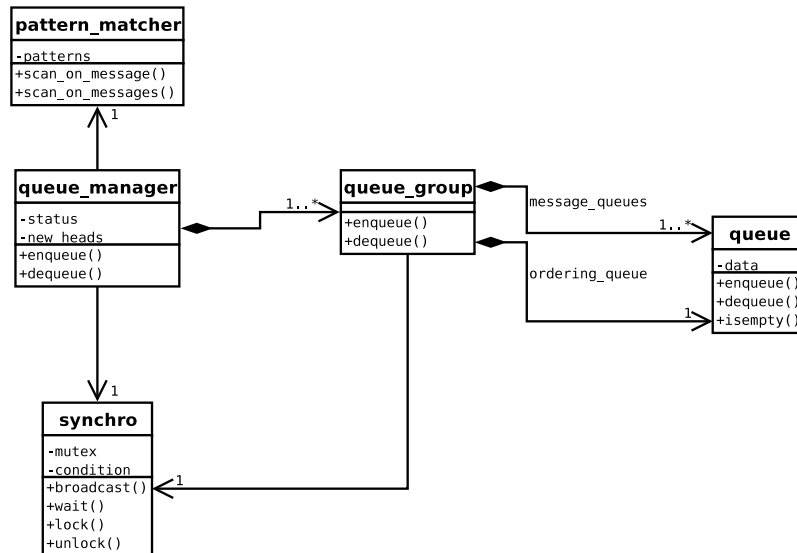 pattern_matcher
-patterns
+scan_on_message()
+scan_on_messages()
1
queue_manager
-status
-new_heads
+enqueue()
+dequeue()
1..*
queue_group
+enqueue()
+dequeue()
message_queues
1..*
ordering_queue
1
queue
-data
+enqueue()
+dequeue()
+isempty()
1
synchro
-mutex
-condition
+broadcast()
+wait()
+lock()
+unlock()
1